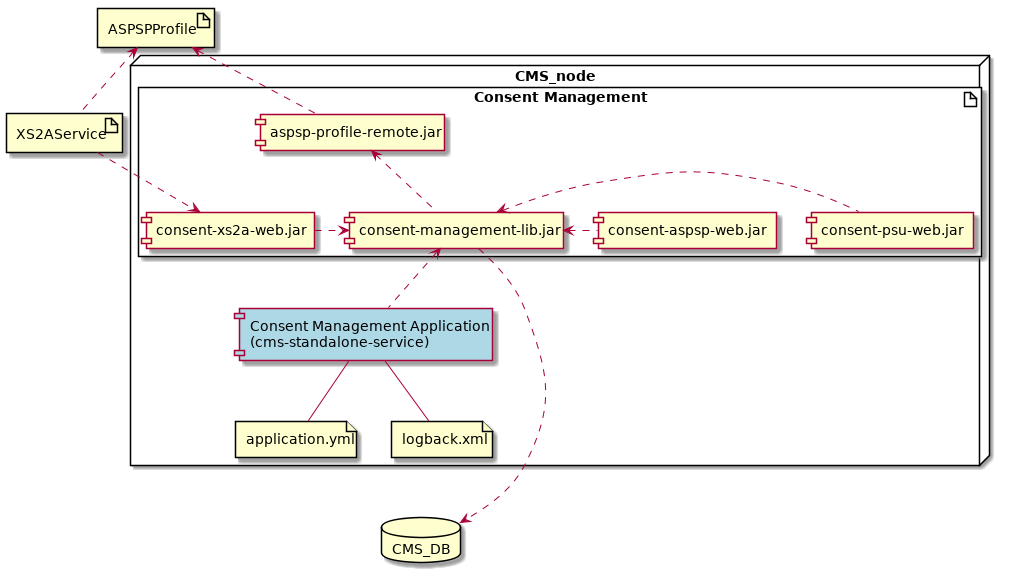 ASPSPProfile
CMS_node
Consent Management
XS2AService
aspsp-profile-remote.jar
consent-xs2a-web.jar
consent-management-lib.jar
consent-aspsp-web.jar
consent-psu-web.jar
Consent Management Application
(cms-standalone-service)
application.yml
logback.xml
CMS_DB